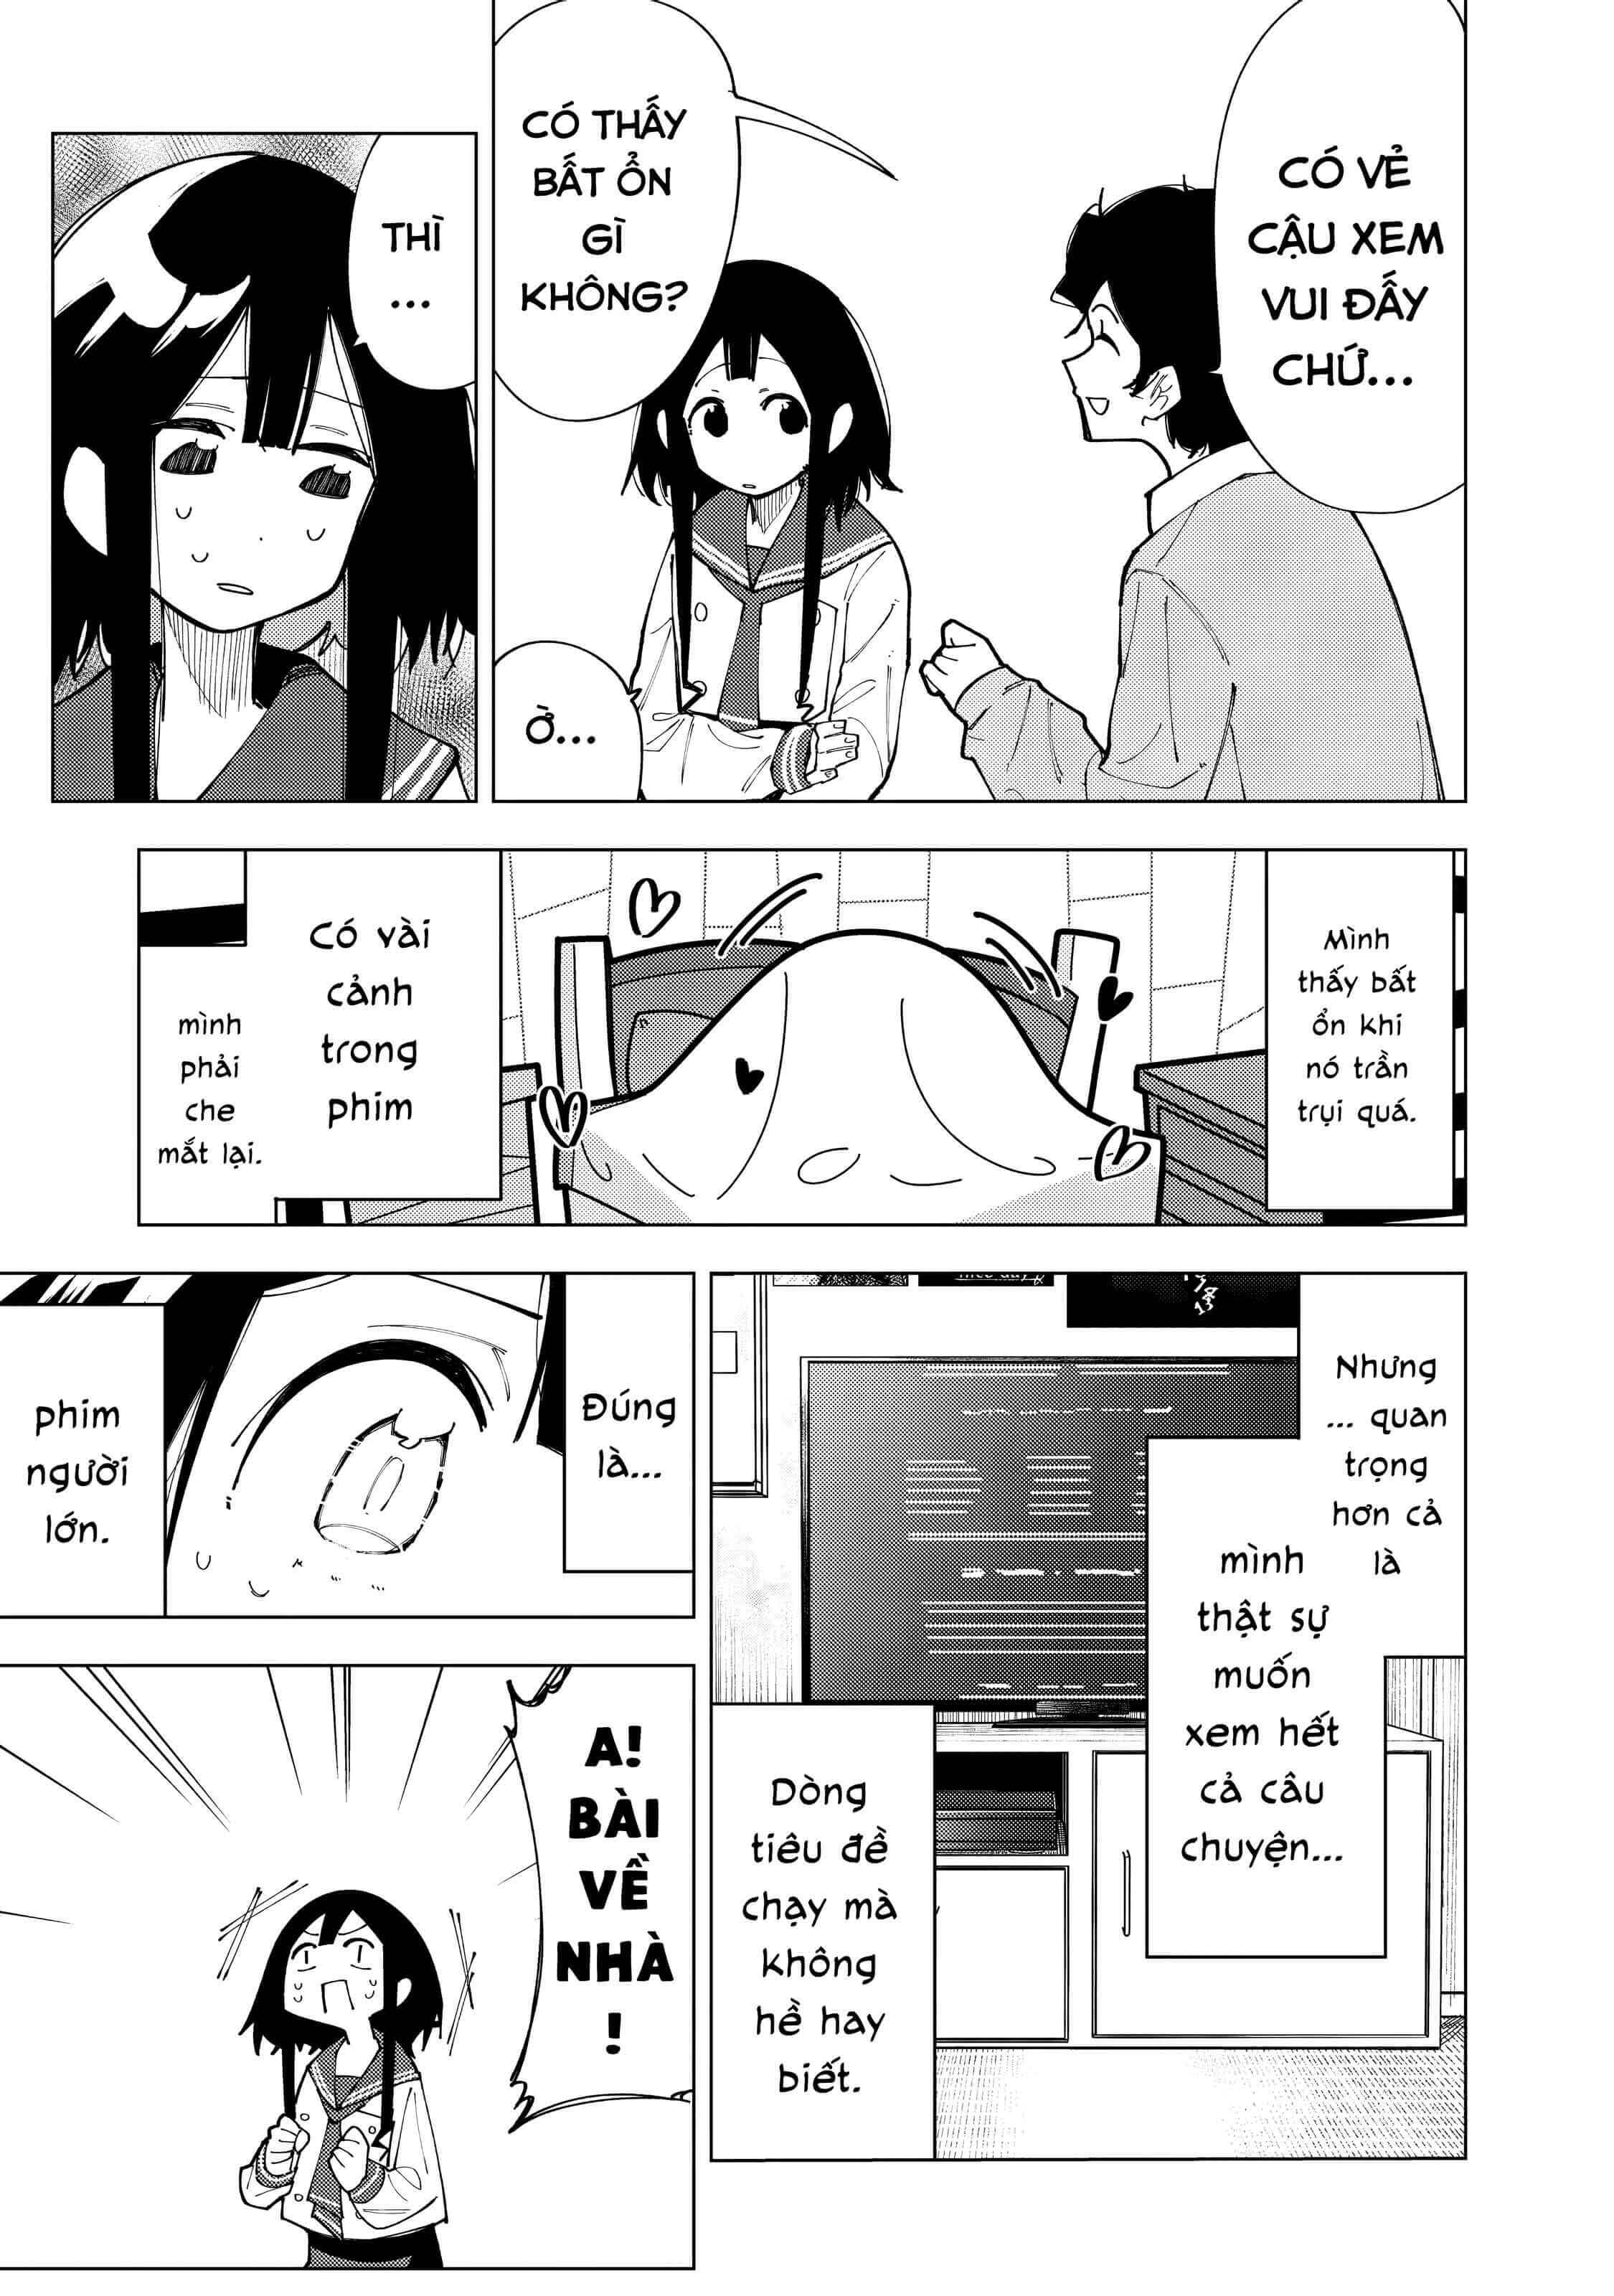 CÓ VẺ
CẬU XEM
VUI ĐẤY
CHỨ...
CÓ THẤY
BẤT ỔN
GÌ
KHÔNG?
Ờ...
THÌ
...
Mình
thấy bất
ổn khi
nó trần
trụi quá.
Có vài
cảnh
trong
phim
mình
phải
che
mắt lại.
Nhưng
... quan
trọng
hơn cả
là
mình
thật sự
muốn
xem hết
cả câu
chuyện...
Dòng
tiêu đề
chạy mà
không
hề hay
biết.
Đúng
là...
phim
người
lớn.
A!
BÀI
VỀ
NHÀ
!